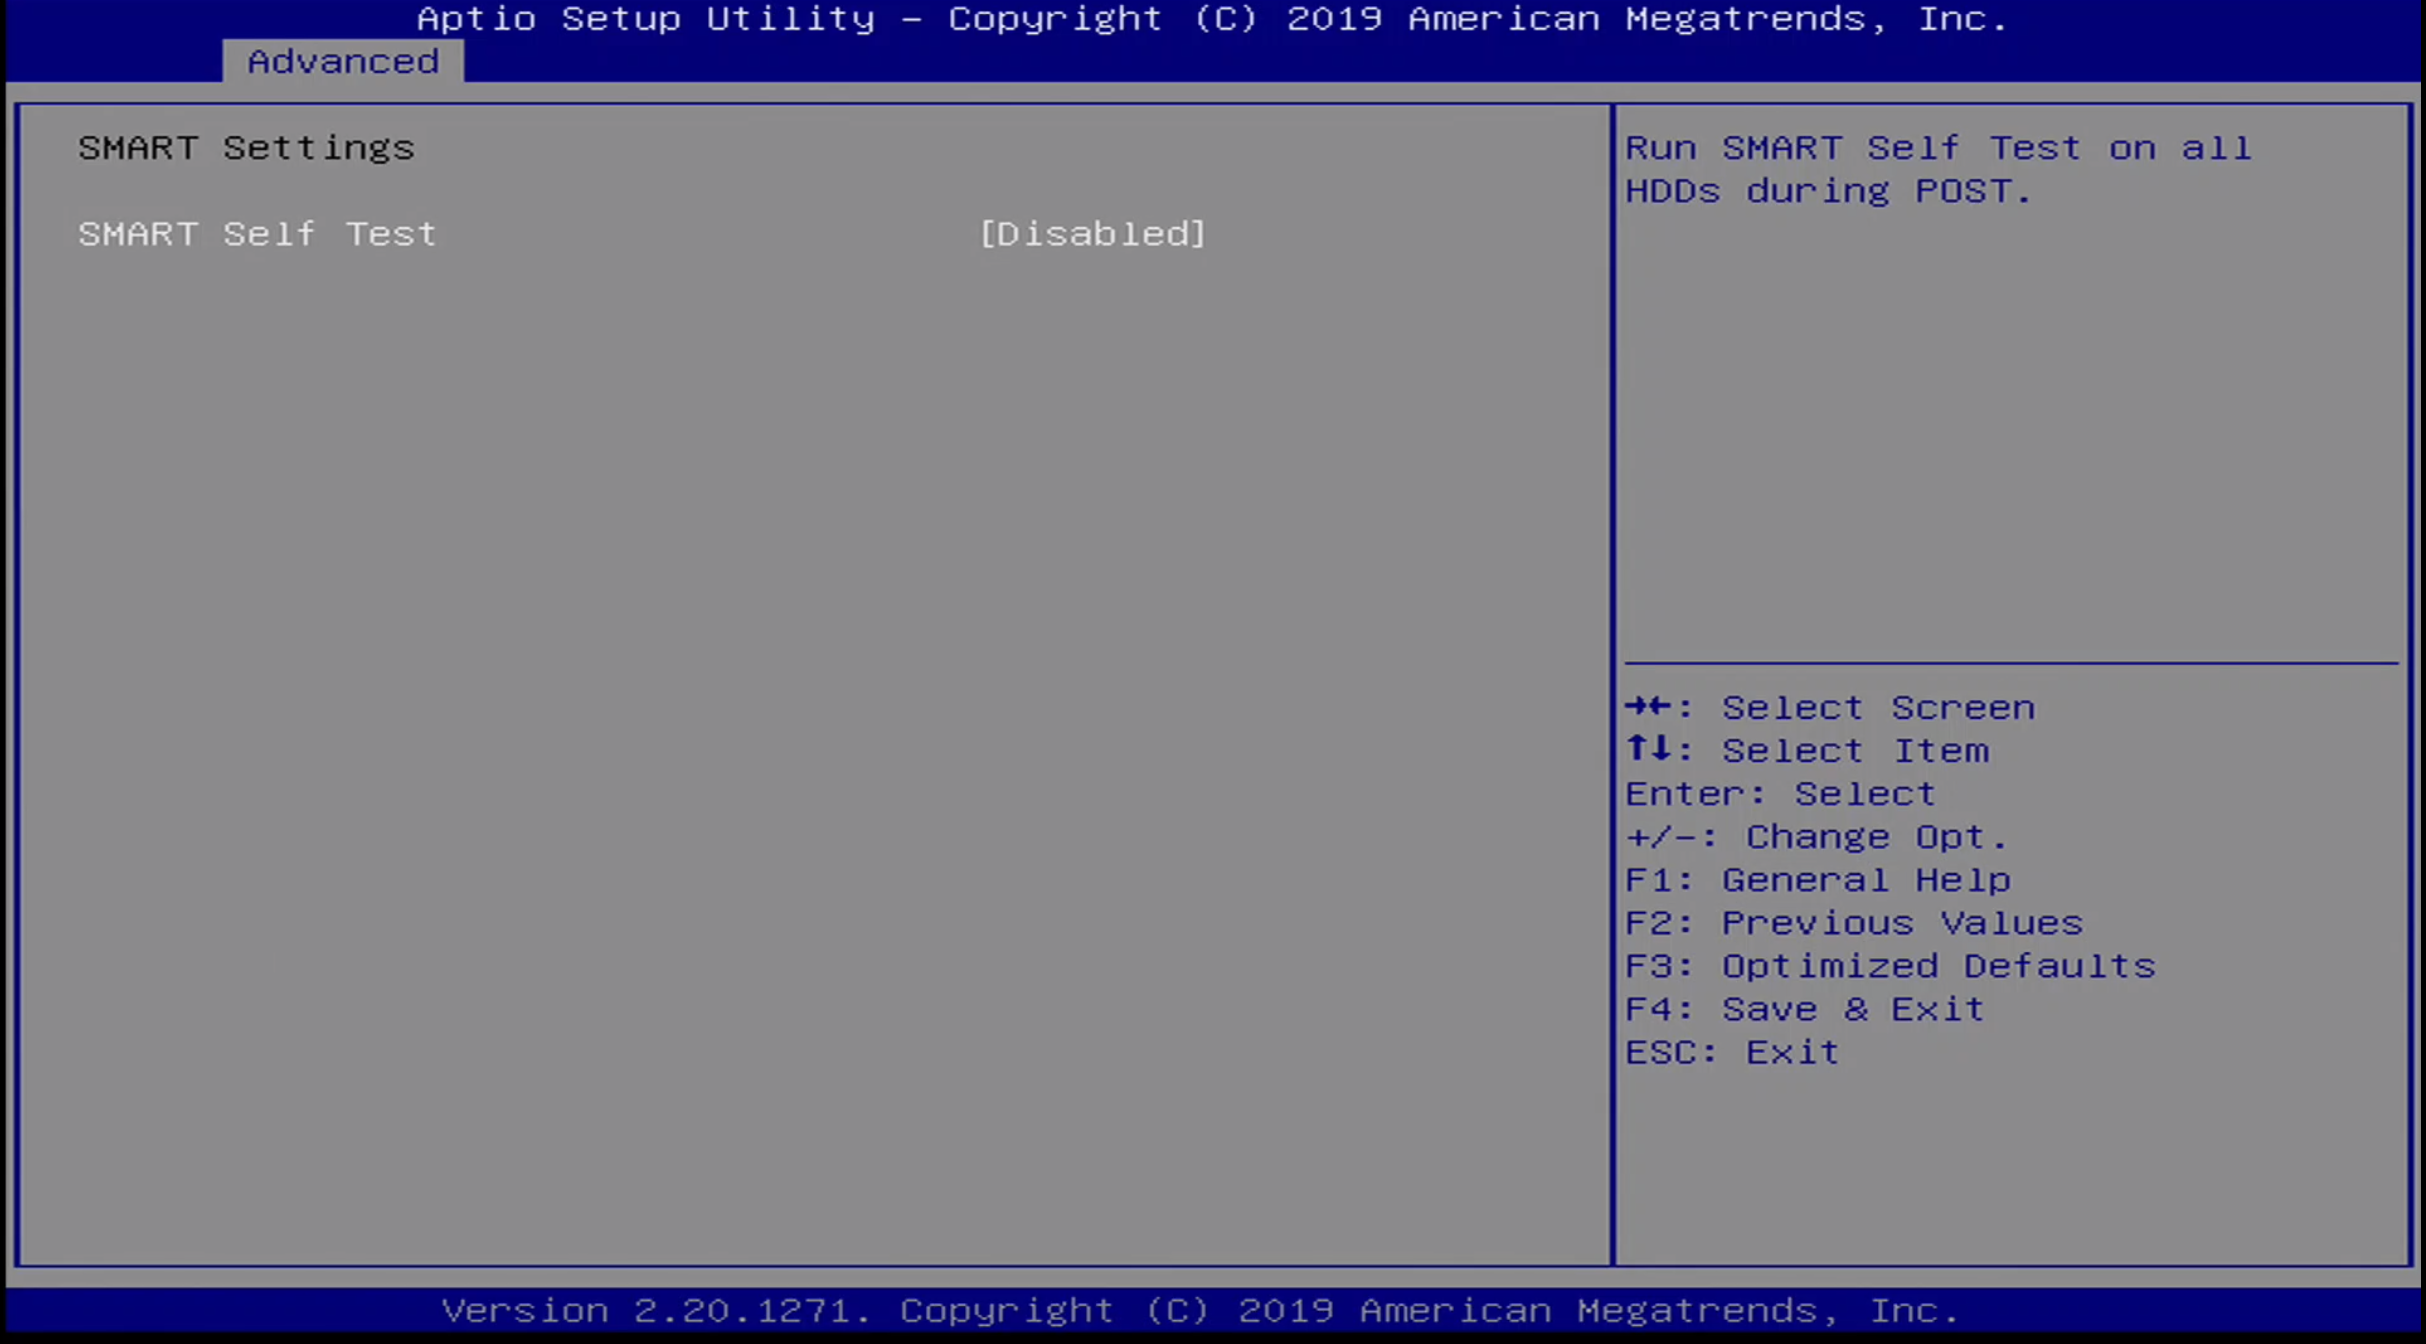 Aptio Setup Utility – Copyright (C) 2019 American Megatrends, Inc.
Advanced
SMART Settings
SMART Self Test [Disabled]
Run SMART Self Test on all
HDDs during POST.
→←: Select Screen
↑↓: Select Item
Enter: Select
+/-: Change Opt.
F1: General Help
F2: Previous Values
F3: Optimized Defaults
F4: Save & Exit
ESC: Exit
Version 2.20.1271. Copyright (C) 2019 American Megatrends, Inc.